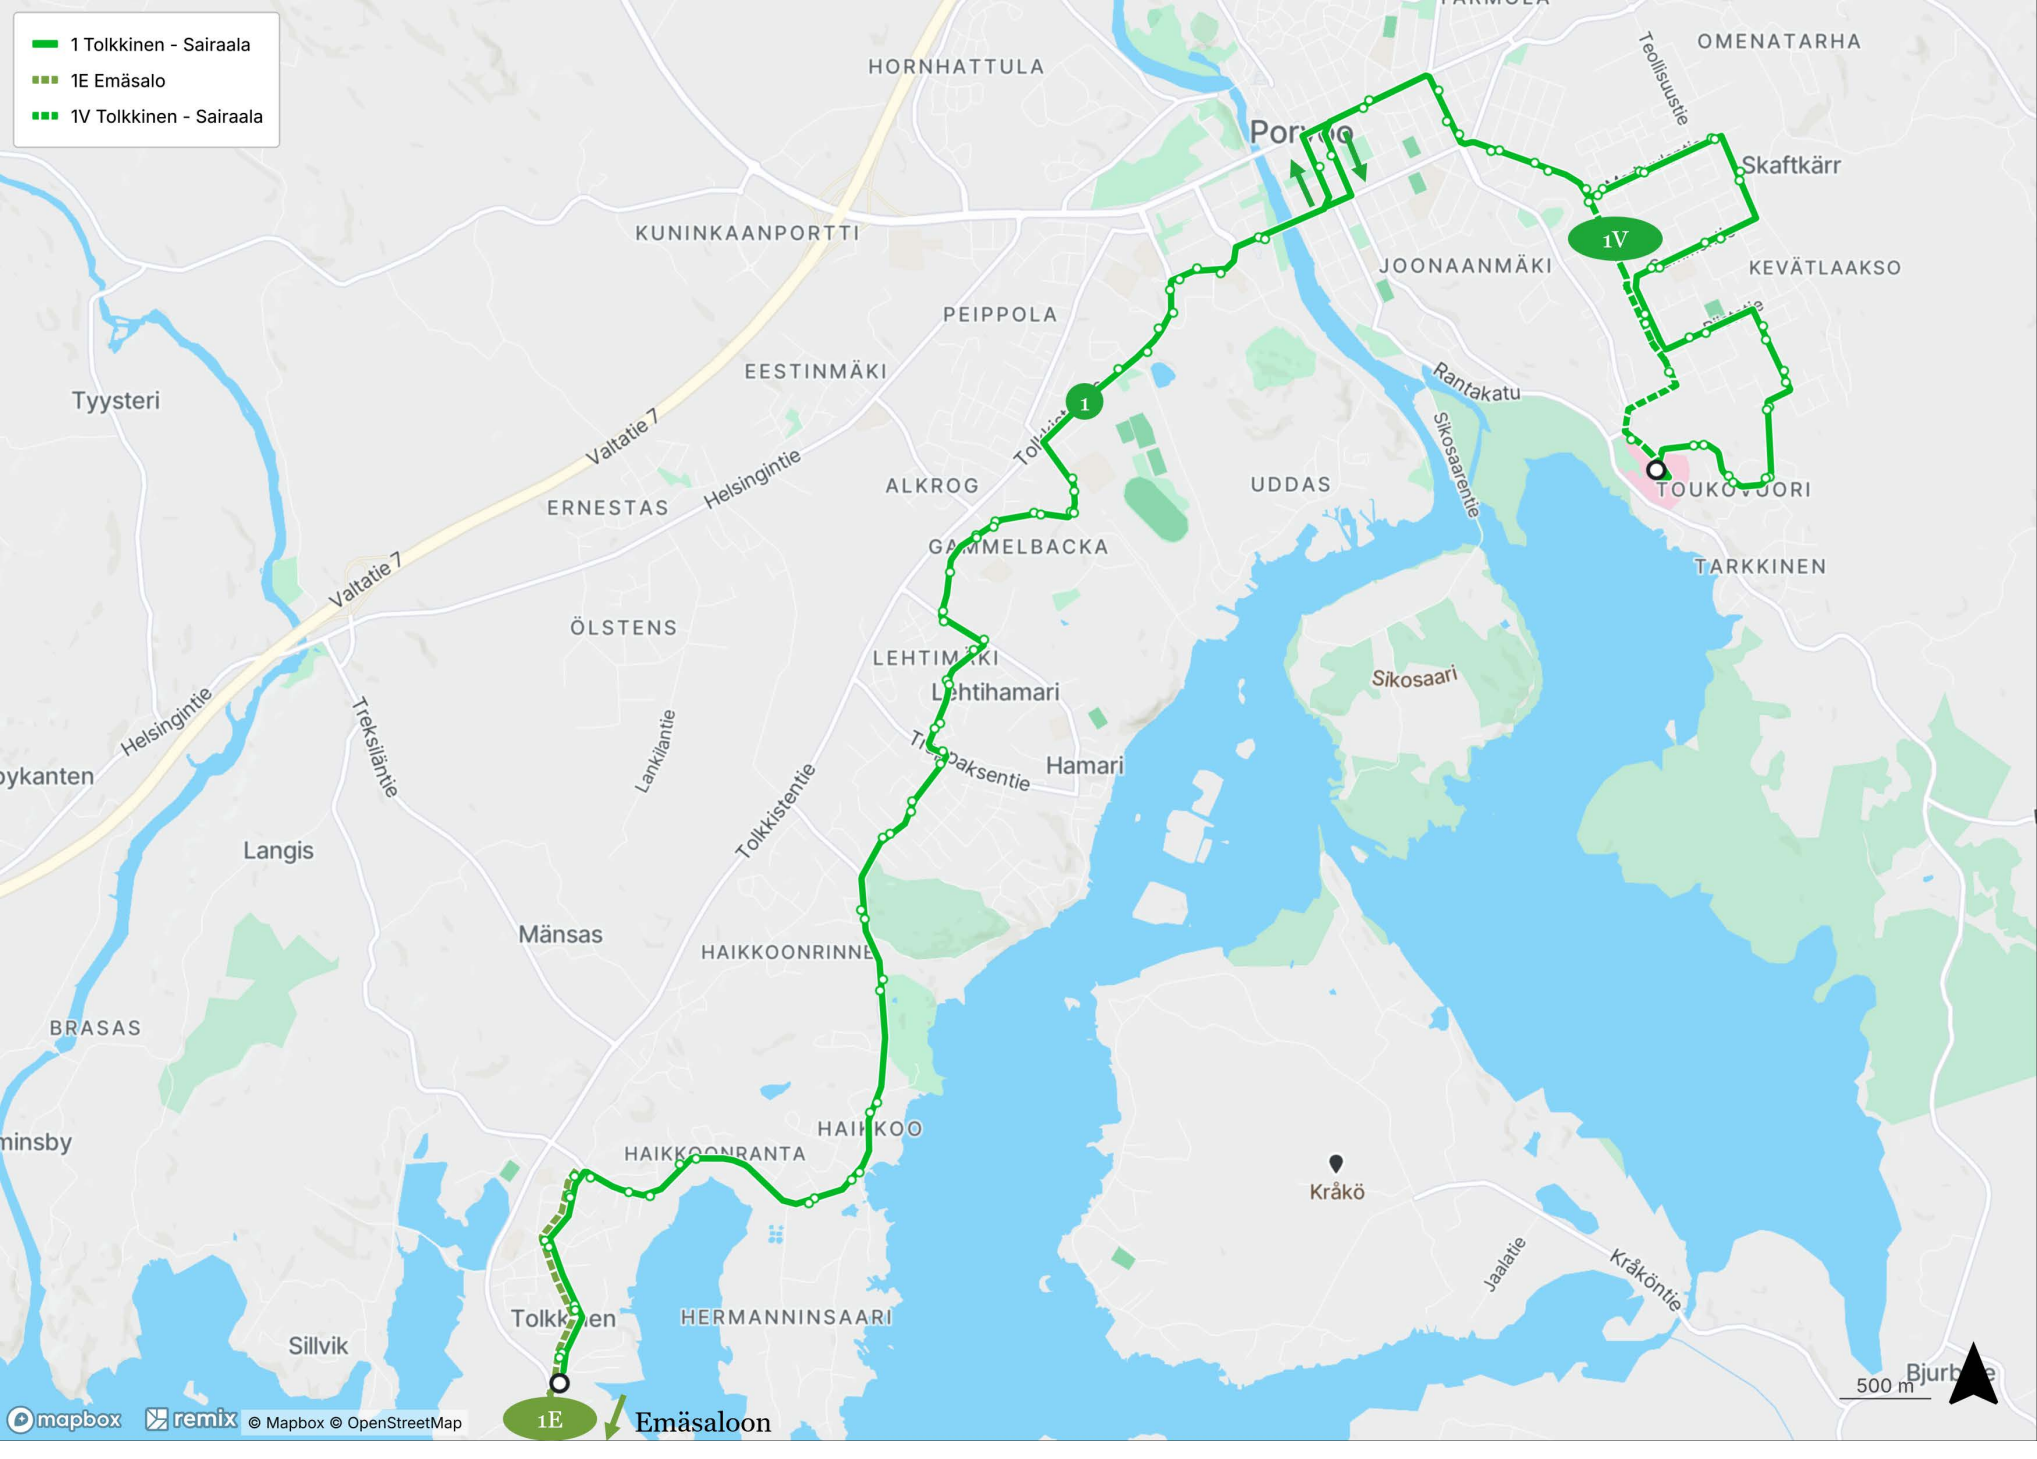 1 Tolkkinen - Sairaala
1E Emäsalo
1V Tolkkinen - Sairaala
OMENATARHA
Teollisuustie
HORNHATTULA
Porvoo
Skaftkärr
KUNINKAANPORTTI
1V
JOONAANMÄKI
KEVÄTLAAKSO
PEIPPOLA
EESTINMÄKI
Rantakatu
Tyysteri
1
Valtatie 7
Sikosaarentie
Helsingintie
ALKROG
UDDAS
TOUKOVUORI
ERNESTAS
GAMMELBACKA
TARKKINEN
Valtatie 7
ÖLSTENS
LEHTIMÄKI
Sikosaari
Lehtihamari
Helsingintie
Treksiläntie
Lankilantie
Hamari
Tolkkistentie
Langis
Mänsas
HAIKKOONRINNE
BRASAS
HAIKKOO
HAIKKOONRANTA
Kråkö
Jaalatie
Kråköntie
Tolkkinen
HERMANNINSAARI
Sillvik
500 m
1E
Emäsaloon
mapbox
remix
© Mapbox © OpenStreetMap